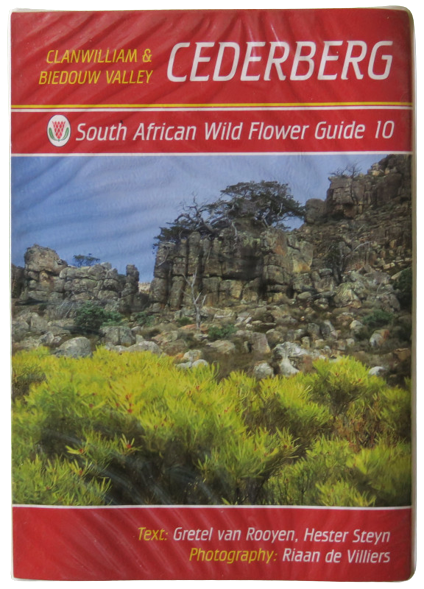 CLANWILLIAM &
BIEDOUW VALLEY
CEDERBERG
South African Wild Flower Guide 10
Text: Gretel van Rooyen, Hester Steyn
Photography: Riaan de Villiers